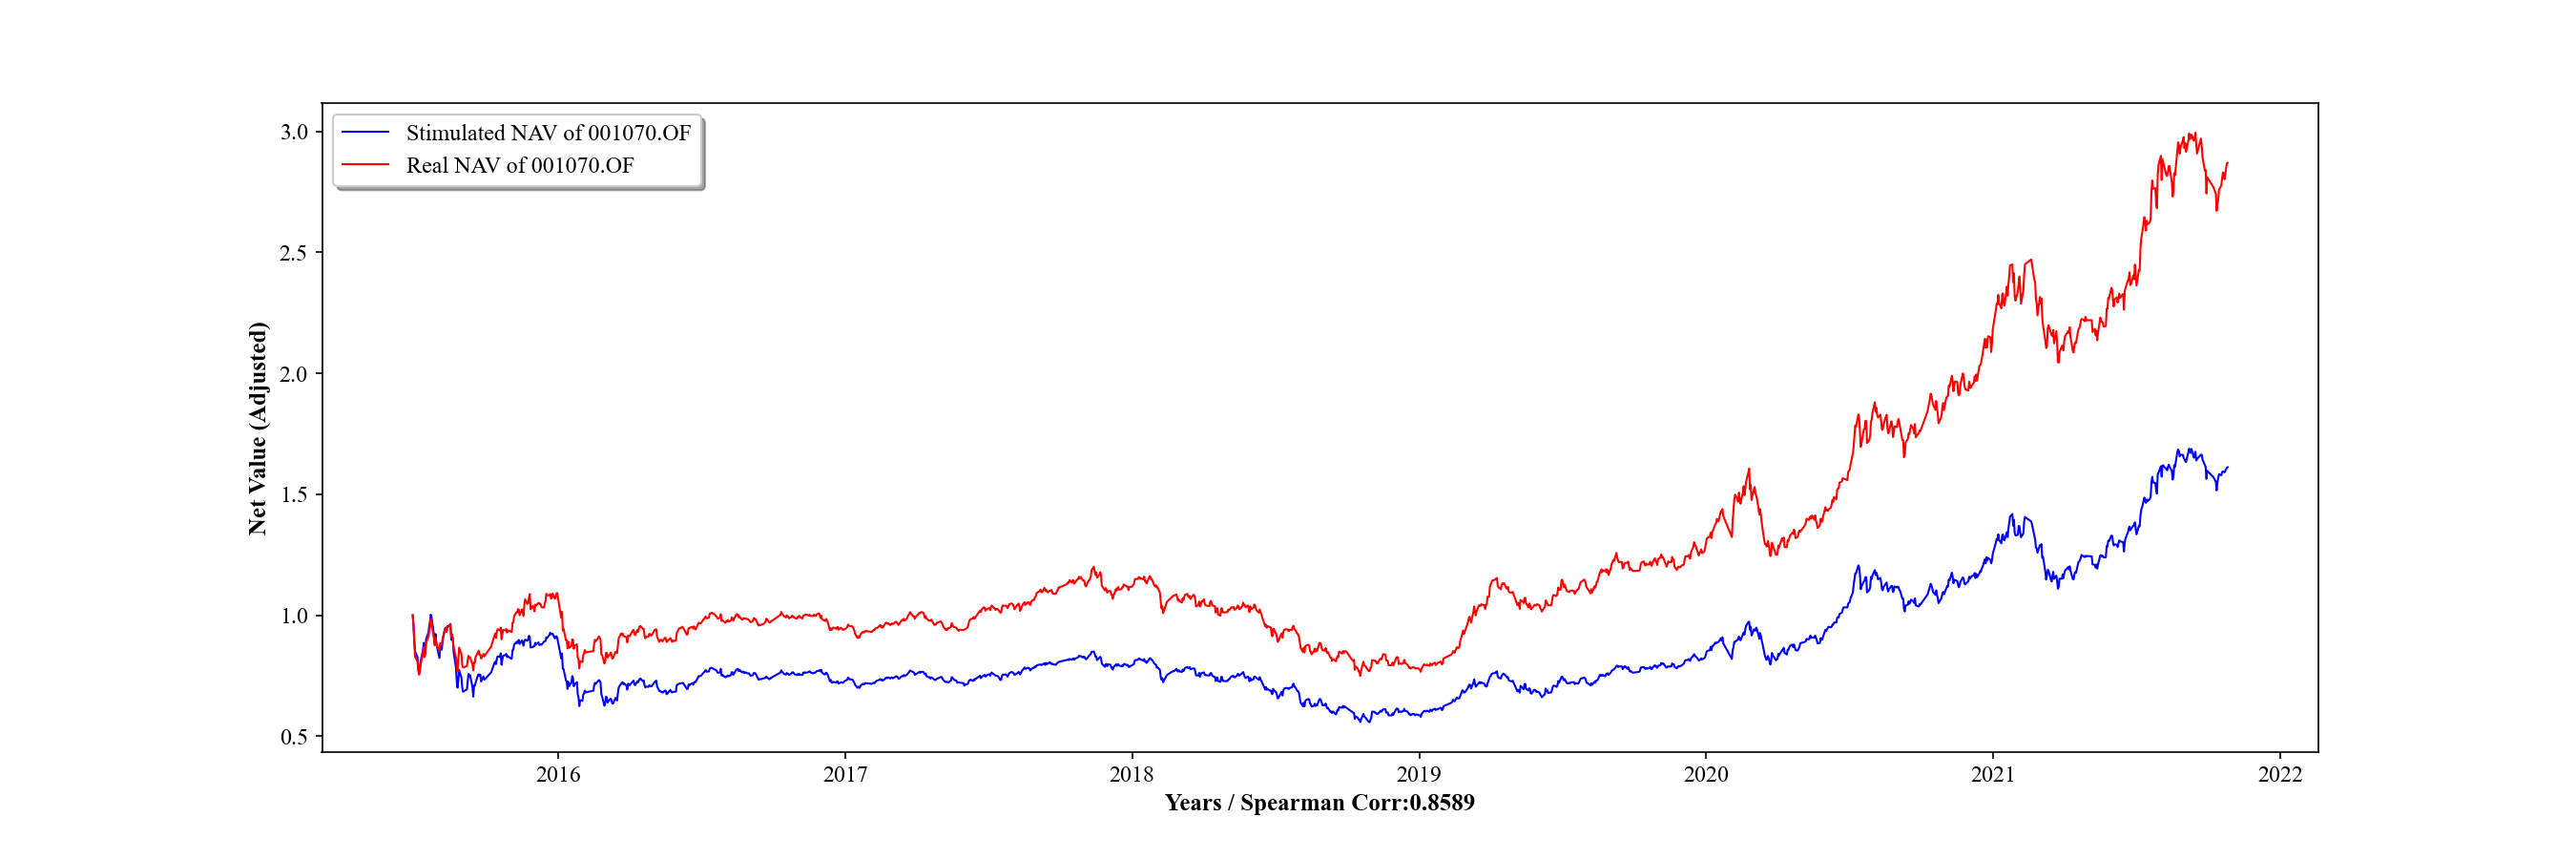 Stimulated NAV of 001070.OF
Real NAV of 001070.OF
3.0
2.5
2.0
1.5
1.0
0.5
Net Value (Adjusted)
2016 2017 2018 2019 2020 2021 2022
Years / Spearman Corr:0.8589